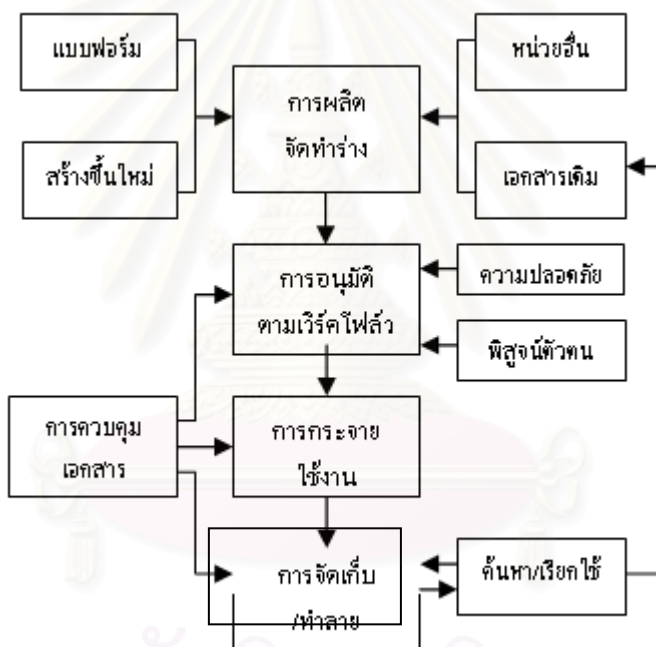 แบบฟอร์ม
หน่วยอื่น
การผลิต
จัดทำร่าง
สร้างขึ้นใหม่
เอกสารเดิม
การอนุมัติ
ตามเวิร์คโฟล์ว
ความปลอดภัย
พิสูจน์ตัวตน
การควบคุม
เอกสาร
การกระจาย
ใช้งาน
การจัดเก็บ
/ทำลาย
ค้นหา/เรียกใช้